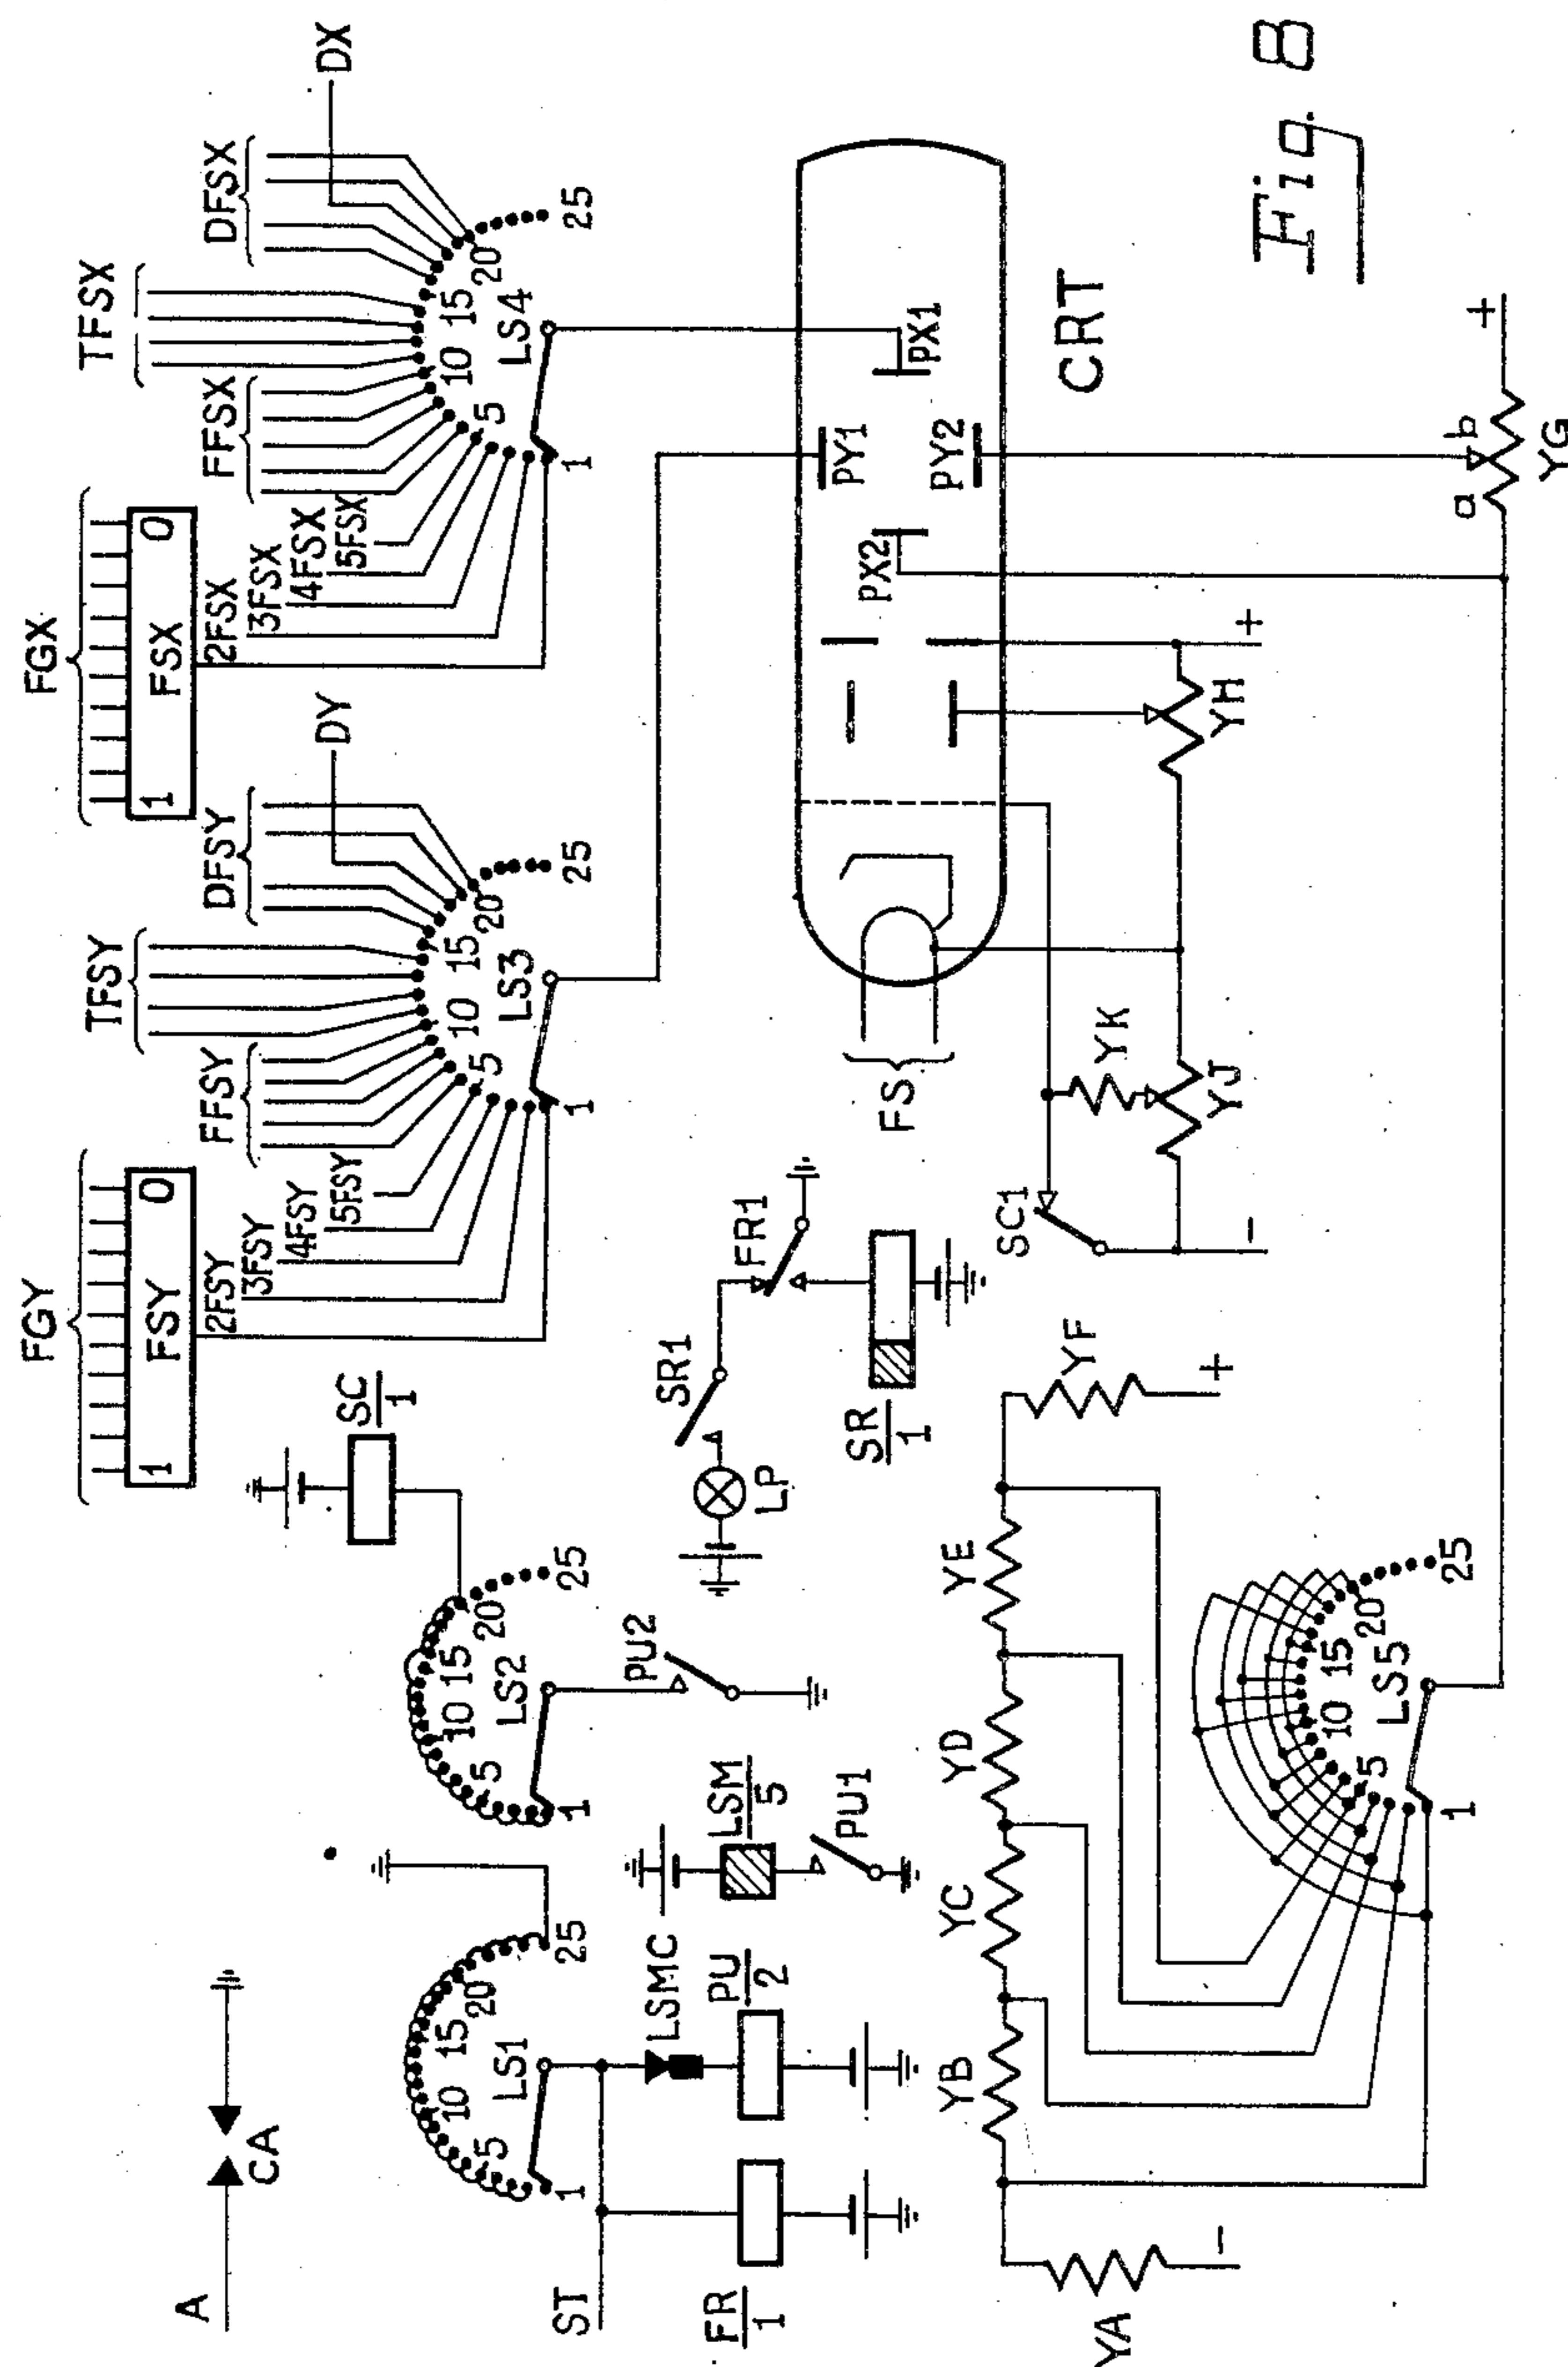 FGY
1 FSY 0
2FSY
3FSY
4FSY
5FSY
FFSY
TFSY
DFSY
DY
FGX
1 FSX 0
2FSX
3FSX
4FSX
5FSX
FFSX
TFSX
DFSX
DX
A
CA
1 5 10 15 20 25
LS1
ST
FR
1
LSMC
PU
2
1 5 10 15 20 25
LS2
SC
1
LSM
5
PU1
PU2
LP
SR1
FR1
SR
1
1 5 10 15 20 25
LS3
1 5 10 15 20 25
LS4
PY1
PX1
PX2
PY2
CRT
FS
SC1
YK
YJ
YH
-
+
YA
-
YB
YC
YD
YE
YF
+
1 5 10 15 20 25
LS5
a b
+
YG
Fig. 8